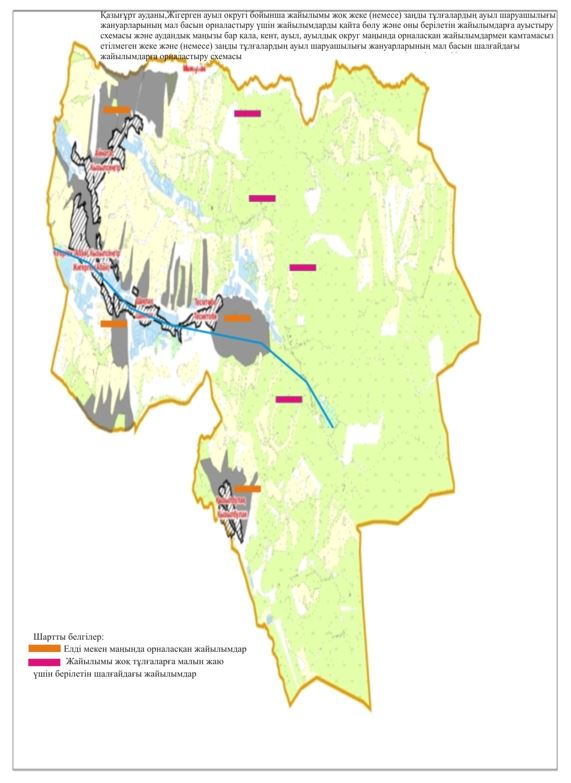 Қазығұрт ауданы,Жігерген ауыл округі бойынша жайылымы жоқ жеке (немесе) заңды тұлғалардың ауыл шаруашылығы
жануарларының мал басын орналастыру үшін жайылымдарды қайта бөлу және оны берілетін жайылымдарға ауыстыру
схемасы және аудандық маңызы бар қала, кент, ауыл, ауылдық округ маңында орналасқан жайылымдармен қамтамасыз
етілмеген жеке және (немесе) заңды тұлғалардың ауыл шаруашылығы жануарларының мал басын шалғайдағы
жайылымдарға орналастыру схемасы
Тесіктөбе
Қызылбұлақ
Қызылбұлақ
Шартты белгілер:
Елді мекен маңында орналасқан жайылымдар
Жайылымы жоқ тұлғаларға малын жаю
үшін берілетін шалғайдағы жайылымдар